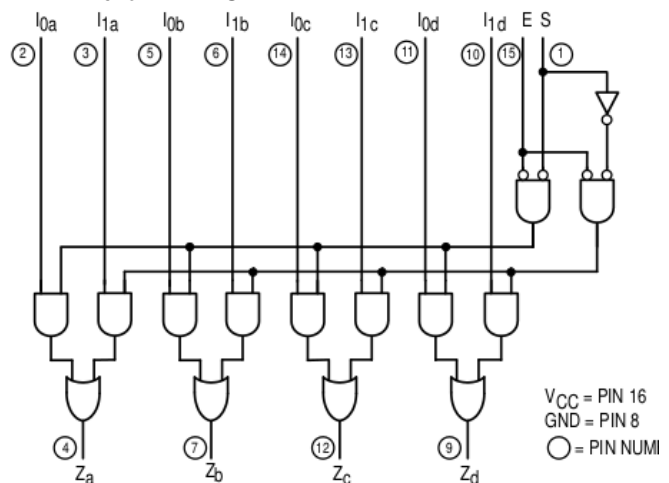 I0a I1a I0b I1b I0c I1c I0d I1d E S
2 3 5 6 14 13 11 10 15 1
VCC = PIN 16
GND = PIN 8
= PIN NUM
4 7 12 9
Za Zb Zc Zd